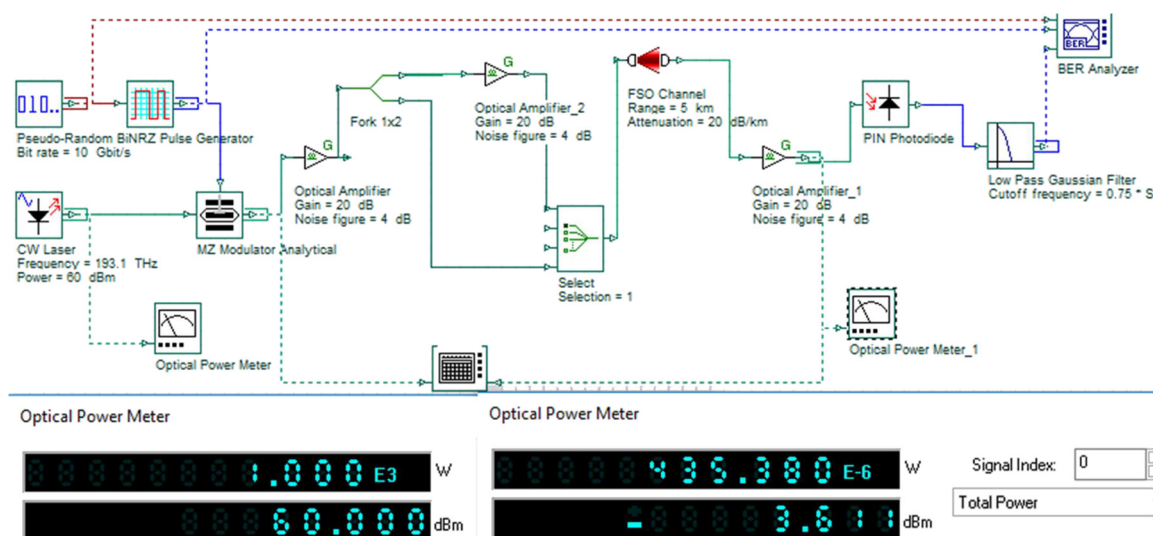 BER
BER Analyzer
G
G
010..
Pseudo-Random Bi
NRZ Pulse Generator
Bit rate = 10 Gbit/s
Fork 1x2
Optical Amplifier_2
Gain = 20 dB
Noise figure = 4 dB
FSO Channel
Range = 5 km
Attenuation = 20 dB/km
PIN Photodiode
G
Optical Amplifier
Gain = 20 dB
Noise figure = 4 dB
Optical Amplifier_1
Gain = 20 dB
Noise figure = 4 dB
Low Pass Gaussian Filter
Cutoff frequency = 0.75 * S
CW Laser
Frequency = 193.1 THz
Power = 60 dBm
MZ Modulator Analytical
Select
Selection = 1
Optical Power Meter
Optical Power Meter_1
Optical Power Meter
1.000 E3 W
60.000 dBm
Optical Power Meter
435.380 E-6 W
-3.611 dBm
Signal Index: 0
Total Power